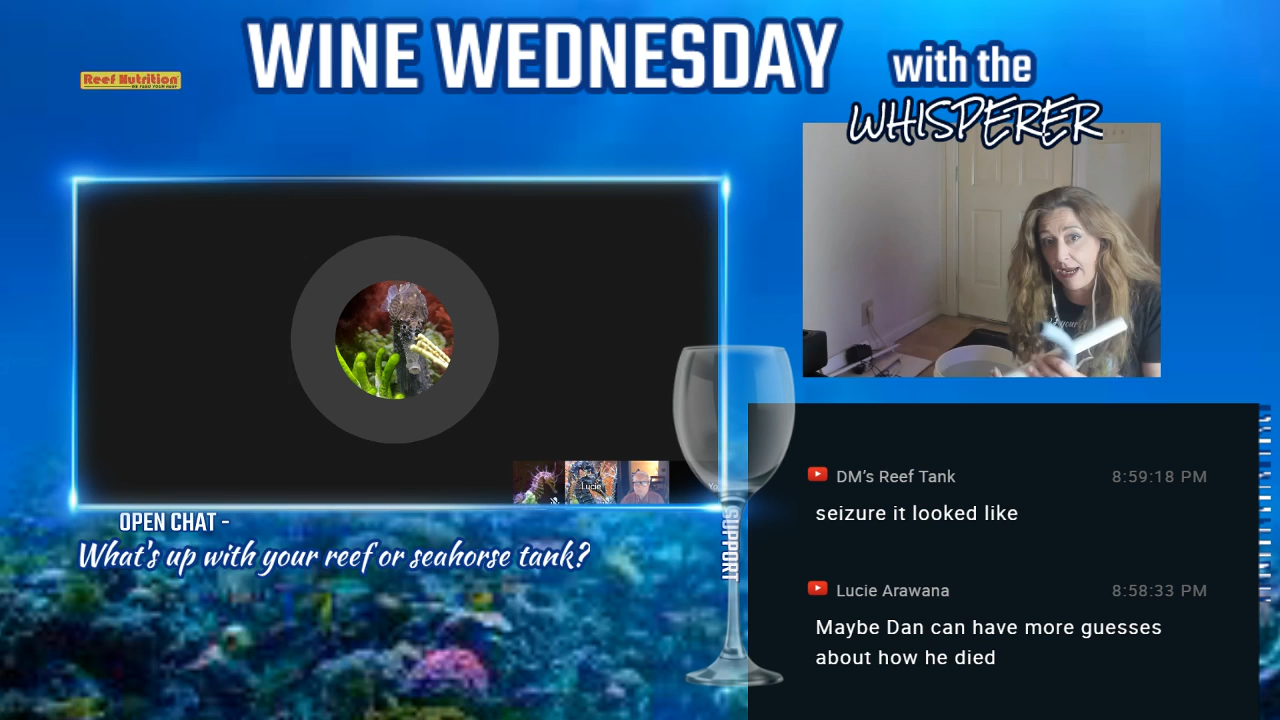 WINE WEDNESDAY
with the
WHISPERER
Reef Nutrition
Lucie
OPEN CHAT -
What's up with your reef or seahorse tank?
SUPPORT
DM's Reef Tank 8:59:18 PM
seizure it looked like
Lucie Arawana 8:58:33 PM
Maybe Dan can have more guesses
about how he died